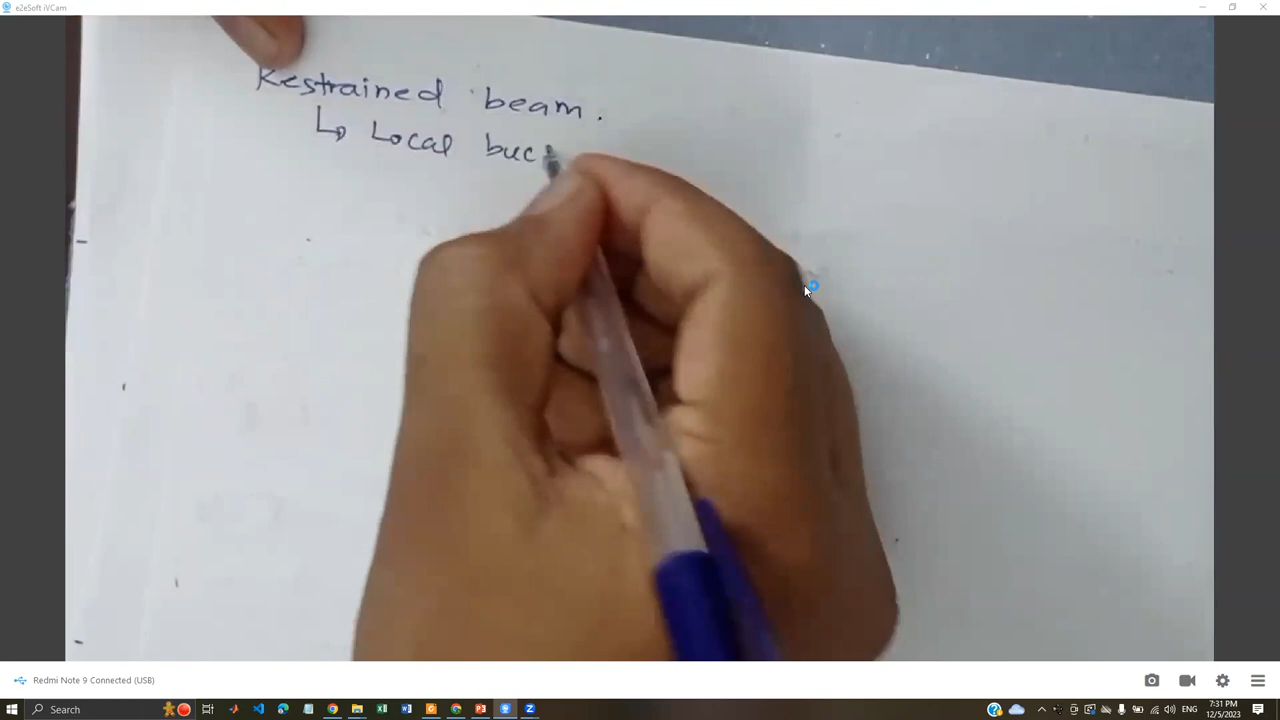 e2eSoft iVCam
Restrained beam.
↳ Local buc
Redmi Note 9 Connected (USB)
Search
ENG
7:31 PM
12/5/2023